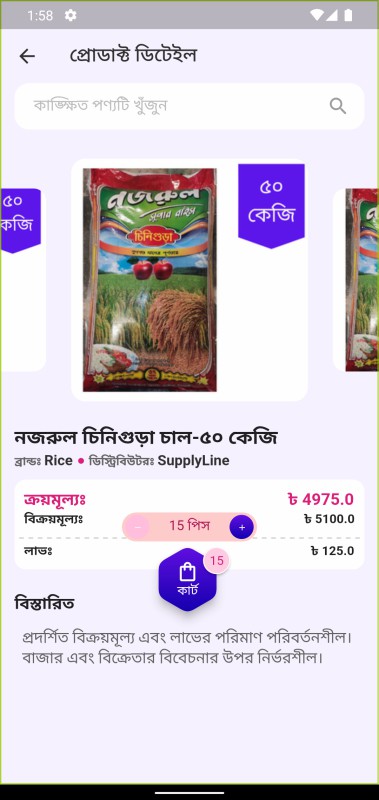 1:58
প্রোডাক্ট ডিটেইল
কাঙ্ক্ষিত পণ্যটি খুঁজুন
৫০
কেজি
৫০
কেজি
নজরুল
চিনিগুড়া
নজরুল চিনিগুড়া চাল-৫০ কেজি
ব্রান্ডঃ Rice • ডিস্ট্রিবিউটরঃ SupplyLine
ক্রয়মূল্যঃ ৳ 4975.0
বিক্রয়মূল্যঃ ৳ 5100.0
− 15 পিস +
লাভঃ ৳ 125.0
15
কার্ট
বিস্তারিত
প্রদর্শিত বিক্রয়মূল্য এবং লাভের পরিমাণ পরিবর্তনশীল।
বাজার এবং বিক্রেতার বিবেচনার উপর নির্ভরশীল।